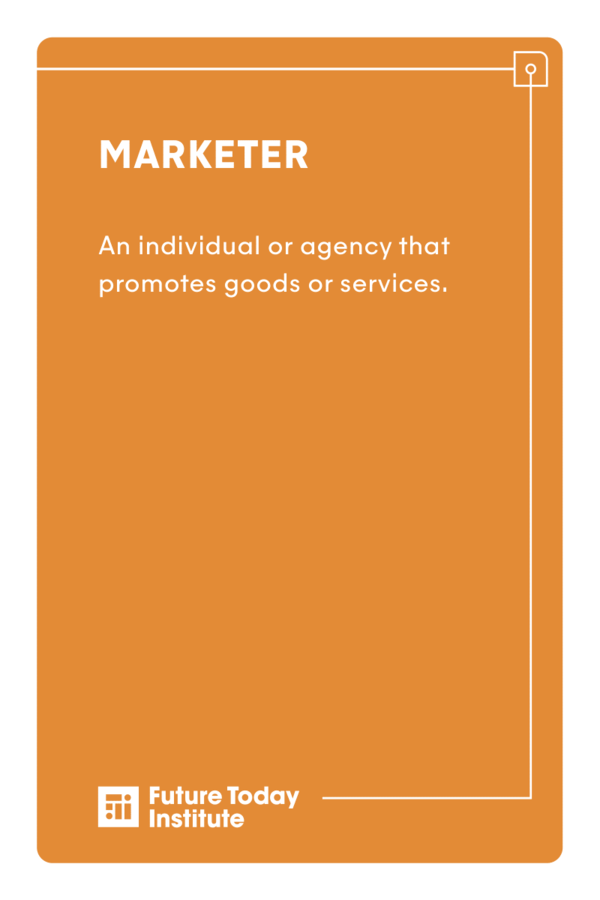 MARKETER
An individual or agency that
promotes goods or services.
Future Today
Institute